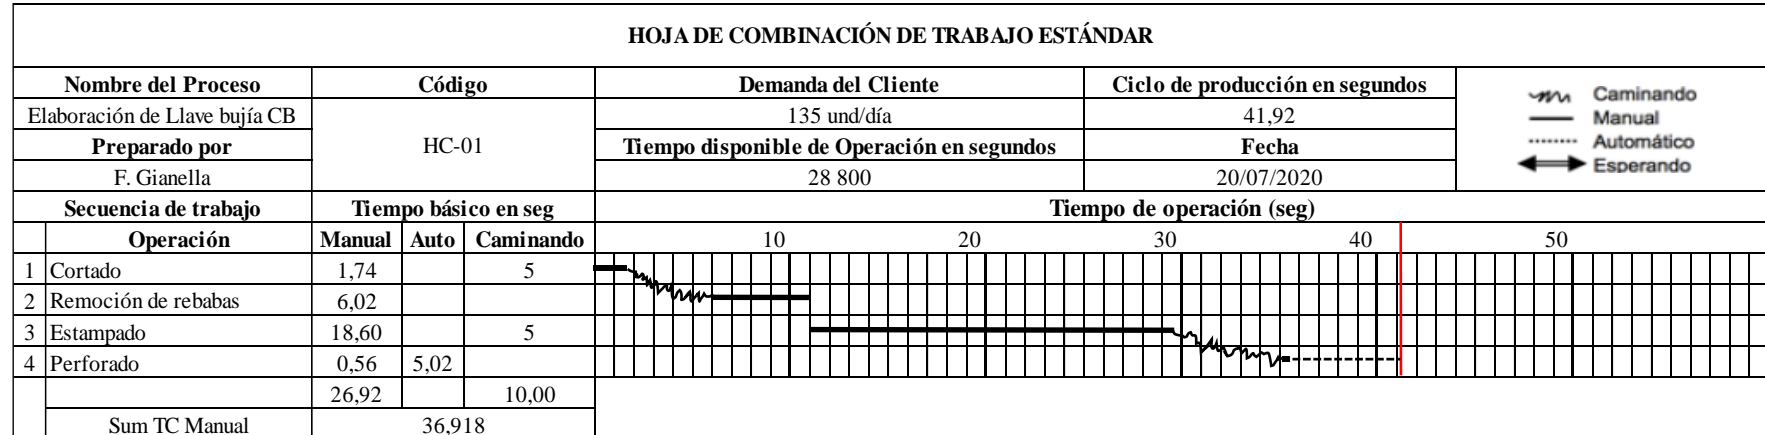 HOJA DE COMBINACIÓN DE TRABAJO ESTÁNDAR
Nombre del Proceso Código Demanda del Cliente Ciclo de producción en segundos
Elaboración de Llave bujía CB HC-01 135 und/día 41,92
Preparado por Tiempo disponible de Operación en segundos Fecha
F. Gianella 28 800 20/07/2020
Caminando
Manual
Automático
Esperando
Secuencia de trabajo Tiempo básico en seg Tiempo de operación (seg)
Operación Manual Auto Caminando 10 20 30 40 50
1 Cortado 1,74 5
2 Remoción de rebabas 6,02
3 Estampado 18,60 5
4 Perforado 0,56 5,02
26,92 10,00
Sum TC Manual 36,918